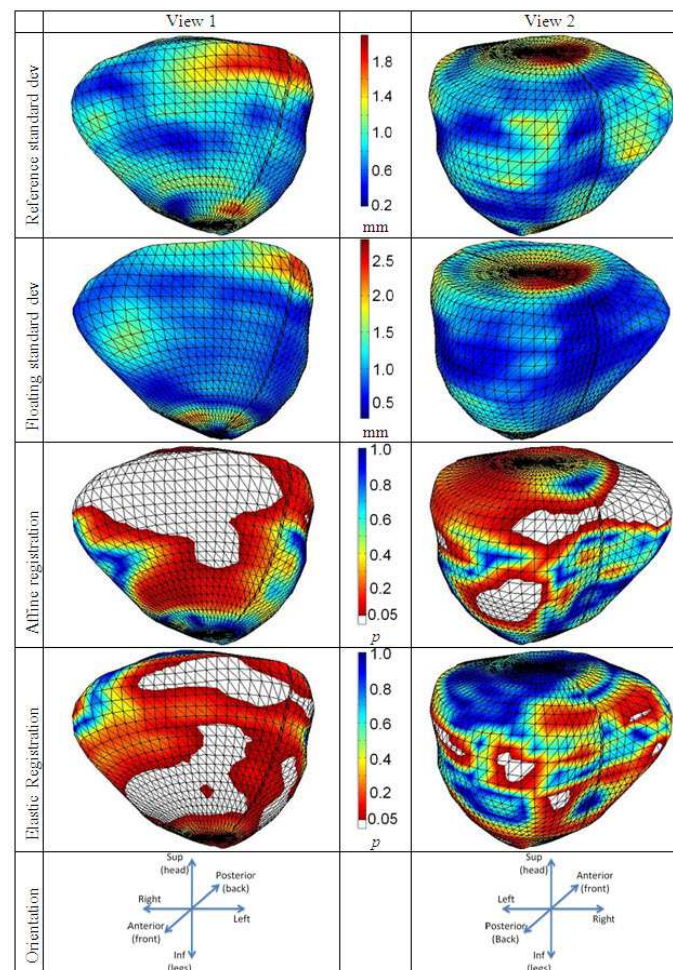 View 1
View 2
Reference standard dev
1.8
1.4
1.0
0.6
0.2
mm
Floating standard dev
2.5
2.0
1.5
1.0
0.5
mm
Affine registration
1.0
0.8
0.6
0.4
0.2
0.05
p
Elastic Registration
1.0
0.8
0.6
0.4
0.2
0.05
p
Orientation
Sup
(head)
Posterior
(back)
Right
Left
Anterior
(front)
Inf
(legs)
Sup
(head)
Anterior
(front)
Left
Right
Posterior
(Back)
Inf
(legs)